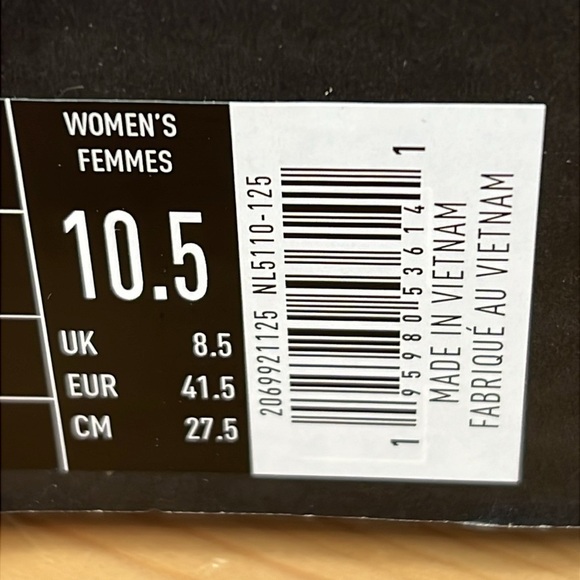 WOMEN'S
FEMMES
10.5
UK 8.5
EUR 41.5
CM 27.5
2069921125 NL5110-125
1 95980 53614 1
MADE IN VIETNAM
FABRIQUÉ AU VIETNAM